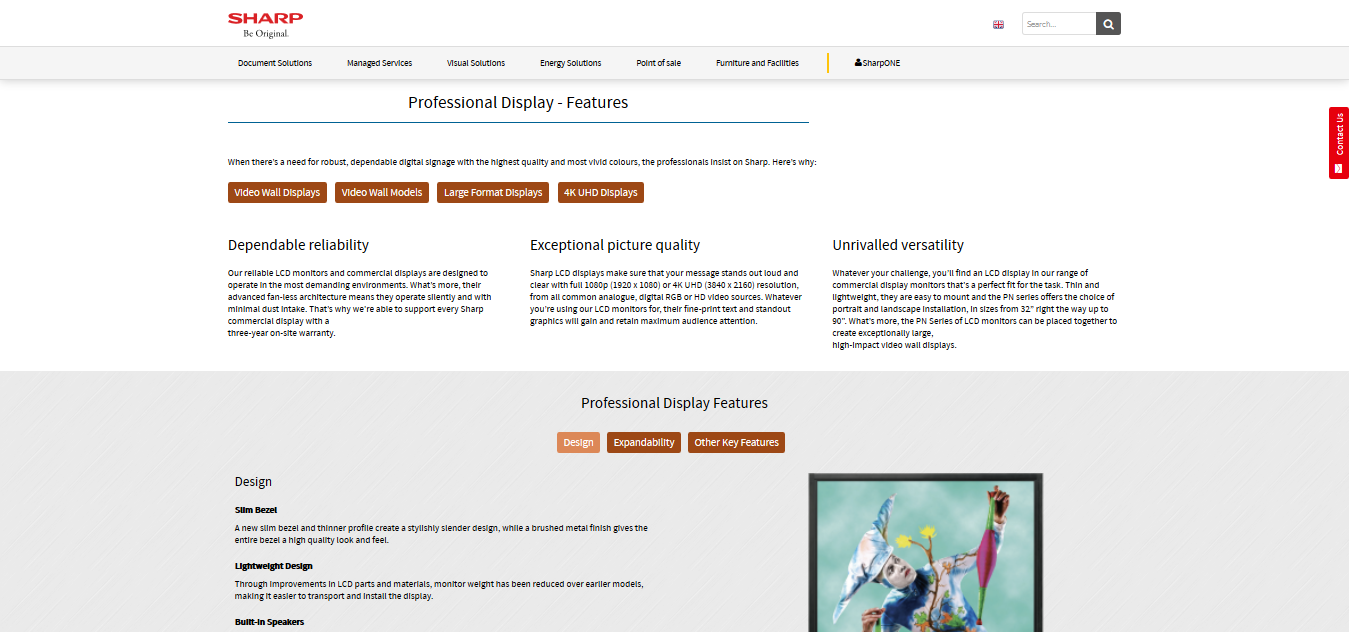 SHARP
Be Original.
Search...
Document Solutions
Managed Services
Visual Solutions
Energy Solutions
Point of sale
Furniture and Facilities
SharpONE
Contact Us
Professional Display - Features
When there's a need for robust, dependable digital signage with the highest quality and most vivid colours, the professionals insist on Sharp. Here's why:
Video Wall Displays
Video Wall Models
Large Format Displays
4K UHD Displays
Dependable reliability
Our reliable LCD monitors and commercial displays are designed to
operate in the most demanding environments. What's more, their
advanced fan-less architecture means they operate silently and with
minimal dust intake. That's why we're able to support every Sharp
commercial display with a
three-year on-site warranty.
Exceptional picture quality
Sharp LCD displays make sure that your message stands out loud and
clear with full 1080p (1920 x 1080) or 4K UHD (3840 x 2160) resolution,
from all common analogue, digital RGB or HD video sources. Whatever
you're using our LCD monitors for, their fine-print text and standout
graphics will gain and retain maximum audience attention.
Unrivalled versatility
Whatever your challenge, you'll find an LCD display in our range of
commercial display monitors that's a perfect fit for the task. Thin and
lightweight, they are easy to mount and the PN series offers the choice of
portrait and landscape installation, in sizes from 32" right the way up to
90". What's more, the PN Series of LCD monitors can be placed together to
create exceptionally large,
high-impact video wall displays.
Professional Display Features
Design
Expandability
Other Key Features
Design
Slim Bezel
A new slim bezel and thinner profile create a stylishly slender design, while a brushed metal finish gives the
entire bezel a high quality look and feel.
Lightweight Design
Through improvements in LCD parts and materials, monitor weight has been reduced over earlier models,
making it easier to transport and install the display.
Built-in Speakers